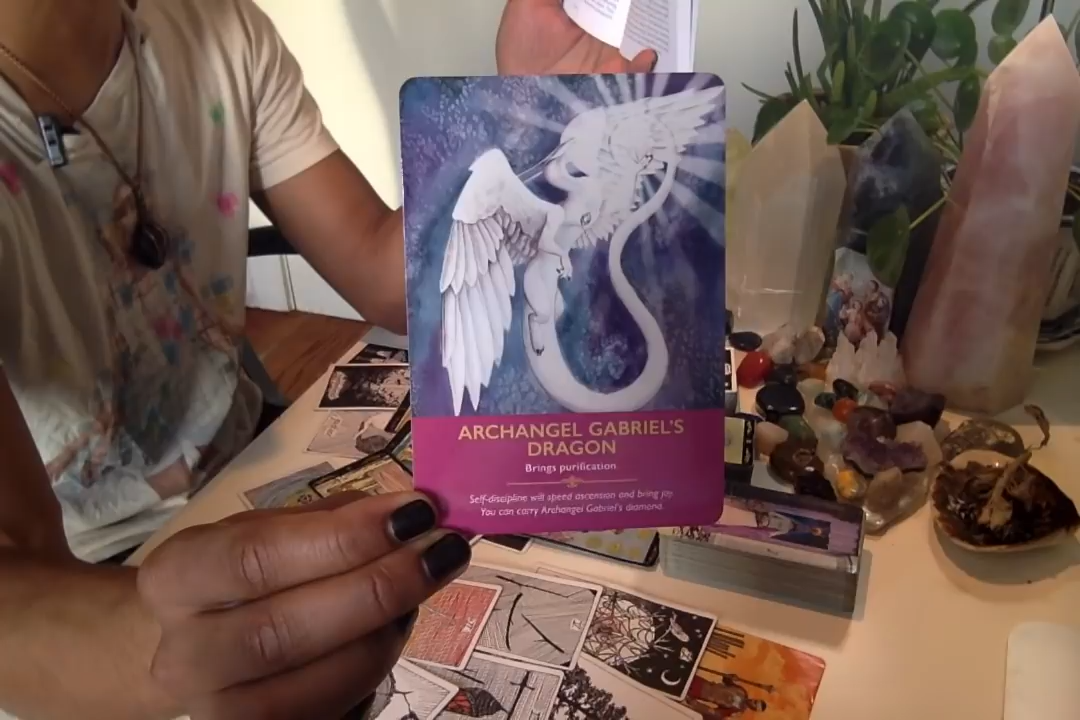 ARCHANGEL GABRIEL'S
DRAGON
Brings purification.
Self-discipline will speed ascension and bring joy.
You can carry Archangel Gabriel's diamond.